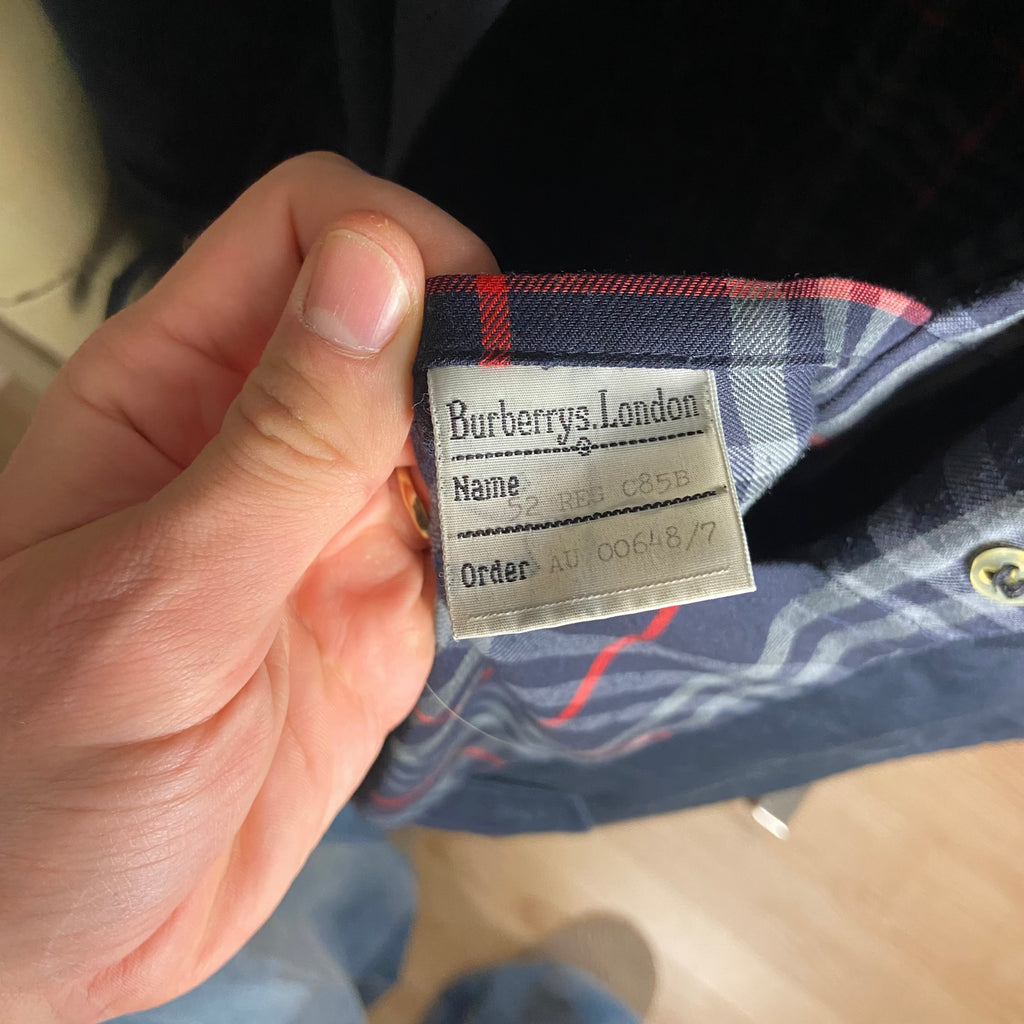 Burberrys.London
Name 52 REG C85B
Order AU 00648/7